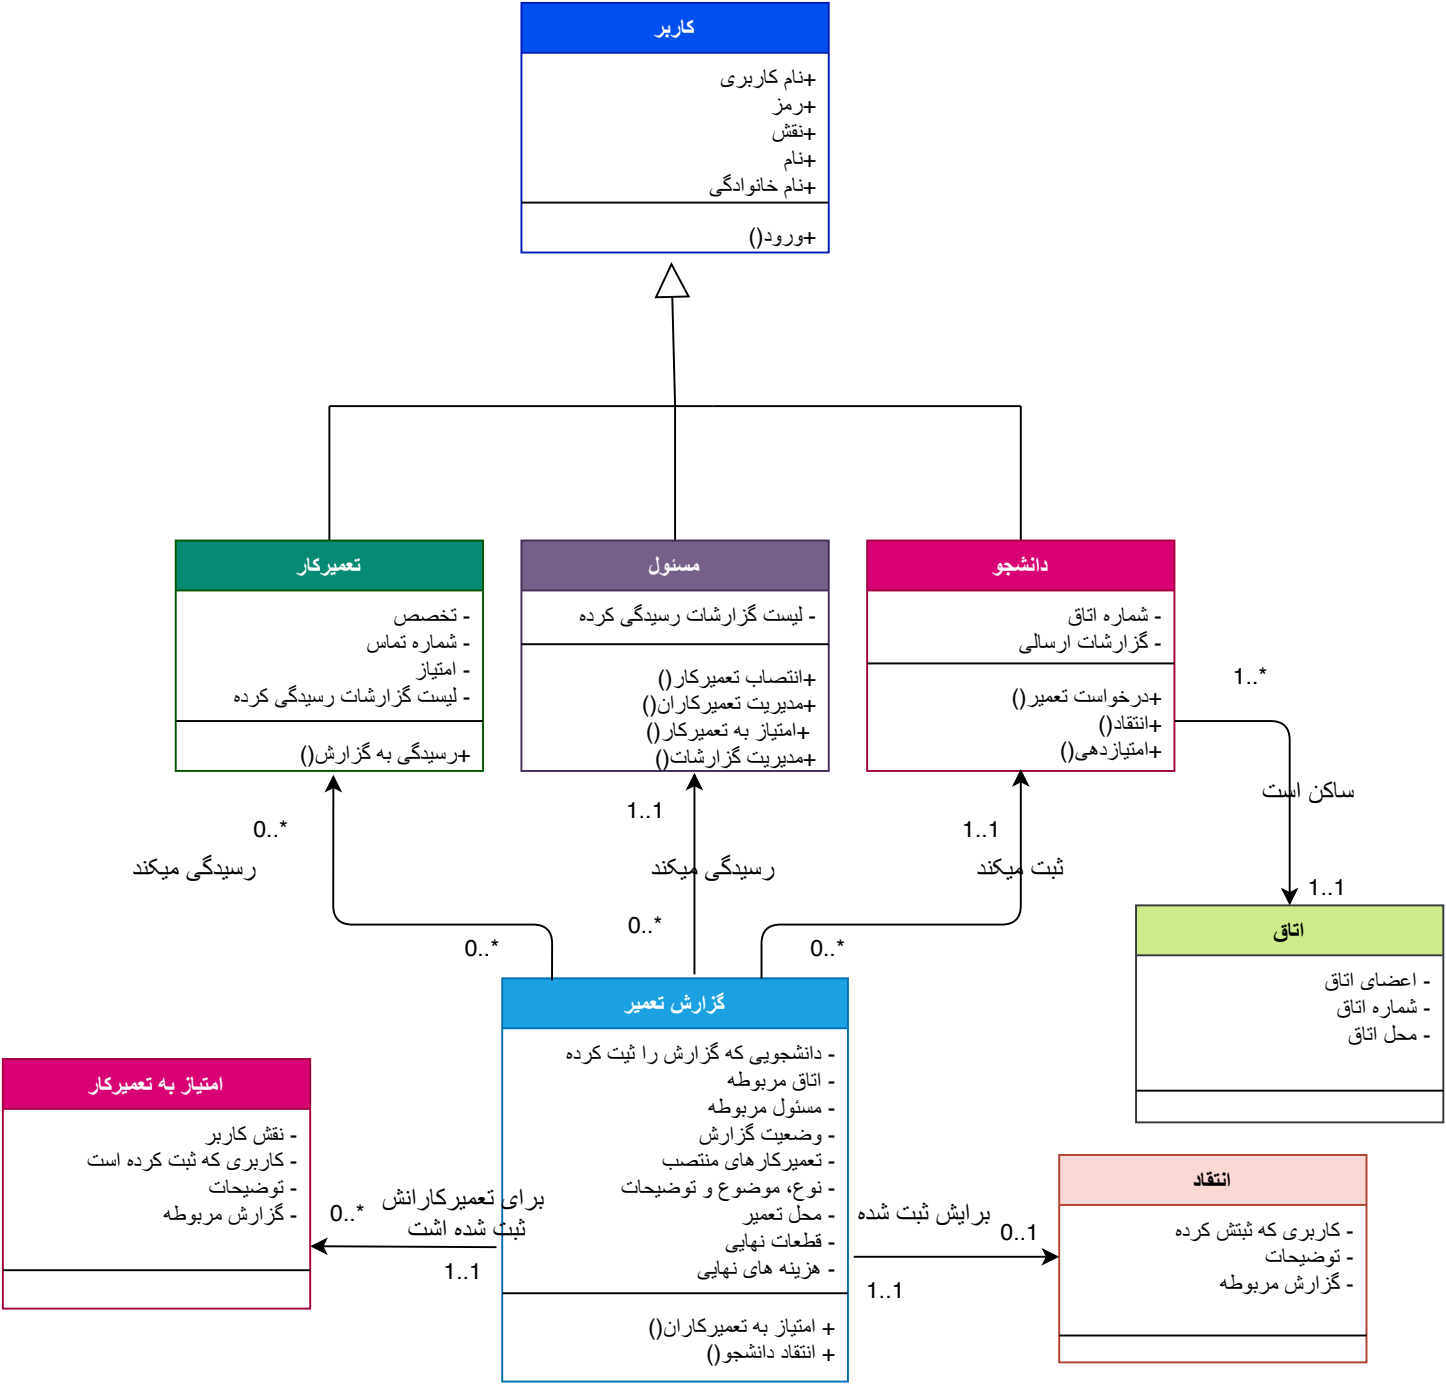 کاربر
+نام کاربری
+رمز
+نقش
+نام
+نام خانوادگی
+ورود()
تعمیرکار
- تخصص
- شماره تماس
- امتیاز
- لیست گزارشات رسیدگی کرده
+رسیدگی به گزارش()
مسئول
- لیست گزارشات رسیدگی کرده
+انتصاب تعمیرکار()
+مدیریت تعمیرکاران()
+امتیاز به تعمیرکار()
+مدیریت گزارشات()
دانشجو
- شماره اتاق
- گزارشات ارسالی
+درخواست تعمیر()
+انتقاد()
+امتیازدهی()
1..*
ساکن است
1..1
0..*
رسیدگی میکند
0..*
1..1
رسیدگی میکند
0..*
1..1
ثبت میکند
0..*
اتاق
- اعضای اتاق
- شماره اتاق
- محل اتاق
گزارش تعمیر
- دانشجویی که گزارش را ثبت کرده
- اتاق مربوطه
- مسئول مربوطه
- وضعیت گزارش
- تعمیرکارهای منتصب
- نوع، موضوع و توضیحات
- محل تعمیر
- قطعات نهایی
- هزینه های نهایی
+ امتیاز به تعمیرکاران()
+ انتقاد دانشجو()
امتیاز به تعمیرکار
- نقش کاربر
- کاربری که ثبت کرده است
- توضیحات
- گزارش مربوطه
برای تعمیرکارانش
ثبت شده اشت
0..*
1..1
برایش ثبت شده
0..1
1..1
انتقاد
- کاربری که ثبتش کرده
- توضیحات
- گزارش مربوطه